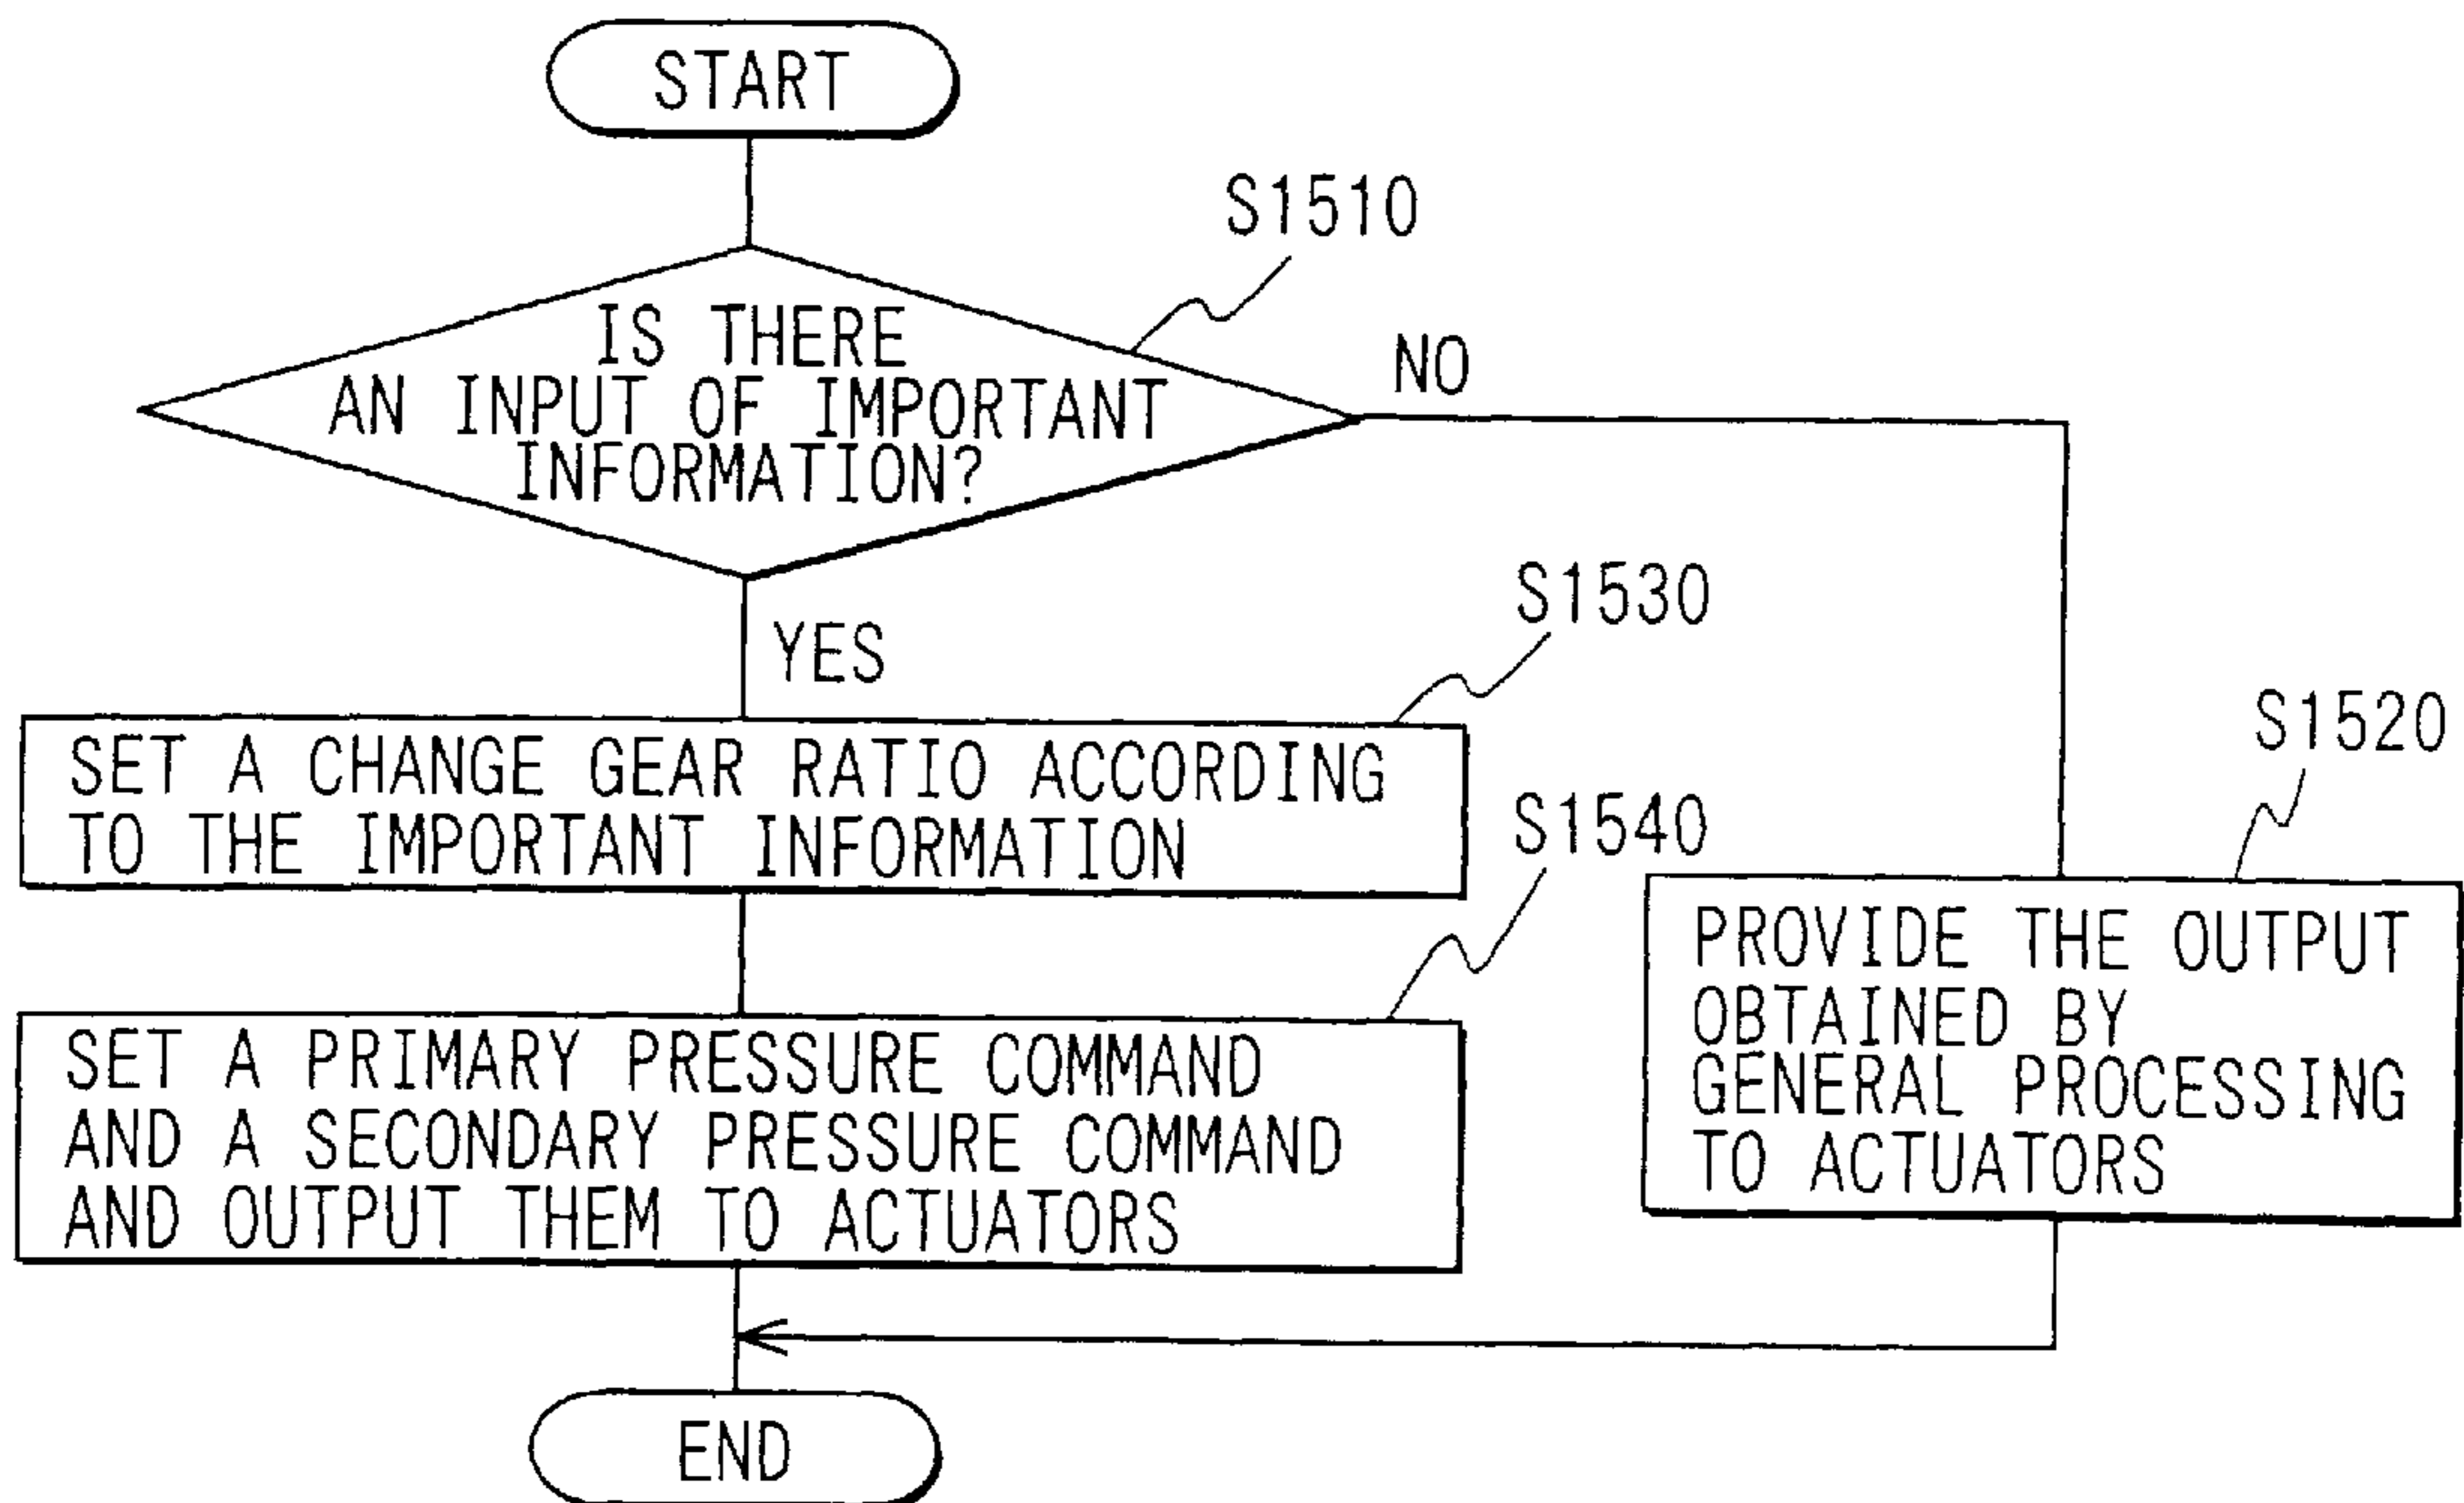 START
S1510
IS THERE
AN INPUT OF IMPORTANT
INFORMATION?
NO
YES
S1530
SET A CHANGE GEAR RATIO ACCORDING
TO THE IMPORTANT INFORMATION
S1540
SET A PRIMARY PRESSURE COMMAND
AND A SECONDARY PRESSURE COMMAND
AND OUTPUT THEM TO ACTUATORS
S1520
PROVIDE THE OUTPUT
OBTAINED BY
GENERAL PROCESSING
TO ACTUATORS
END